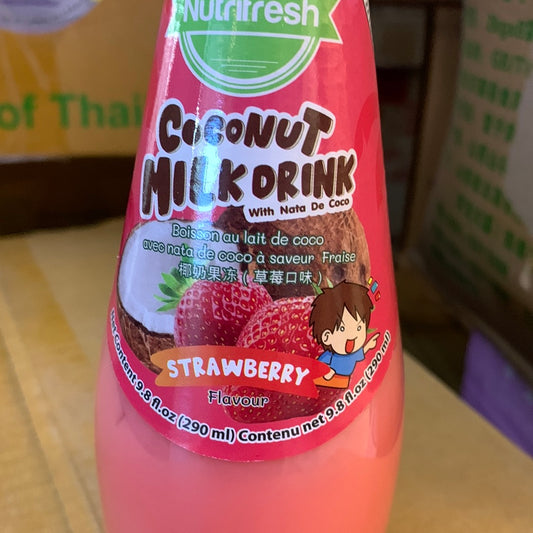 Nutrifresh
of Thai
COCONUT
MILK DRINK
With Nata De Coco
Boisson au lait de coco
avec nata de coco à saveur Fraise
椰奶果冻（草莓口味）
STRAWBERRY
Flavour
Net Content 9.8 fl.oz (290 ml) Contenu net 9.8 fl.oz (290 ml)